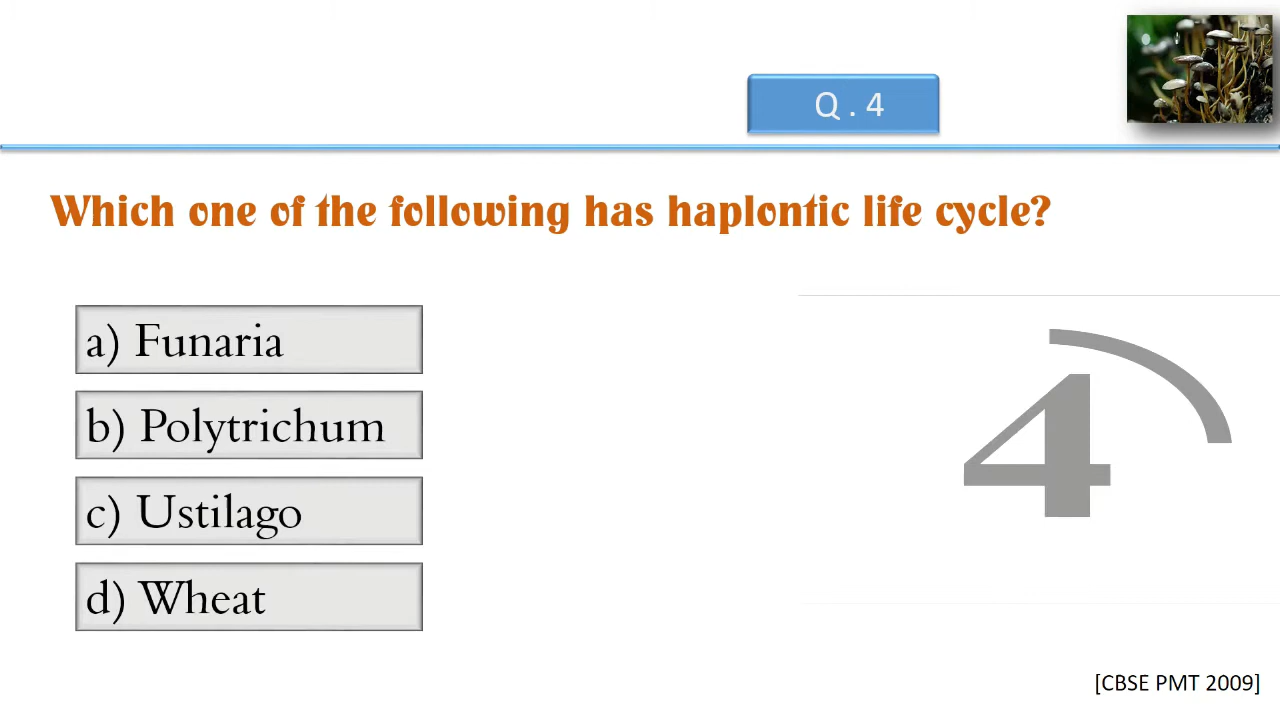 Q . 4
Which one of the following has haplontic life cycle?
a) Funaria
b) Polytrichum
c) Ustilago
d) Wheat
4
[CBSE PMT 2009]